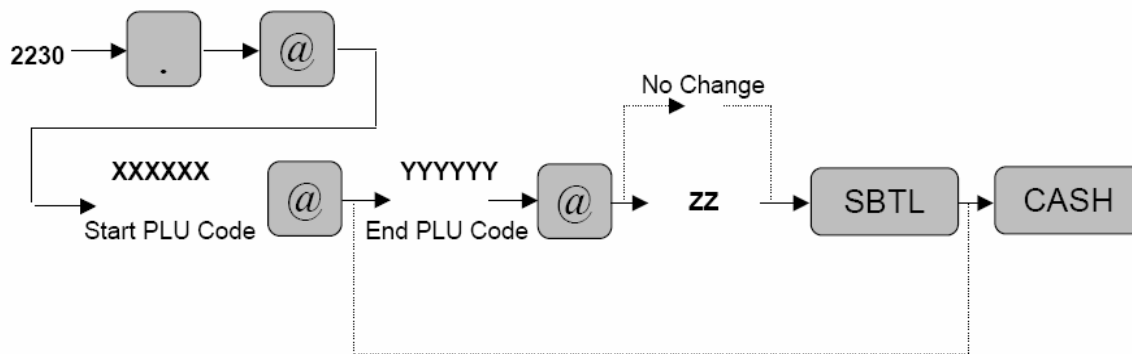 2230
.
@
No Change
XXXXXX
@
YYYYYY
@
ZZ
SBTL
CASH
Start PLU Code
End PLU Code